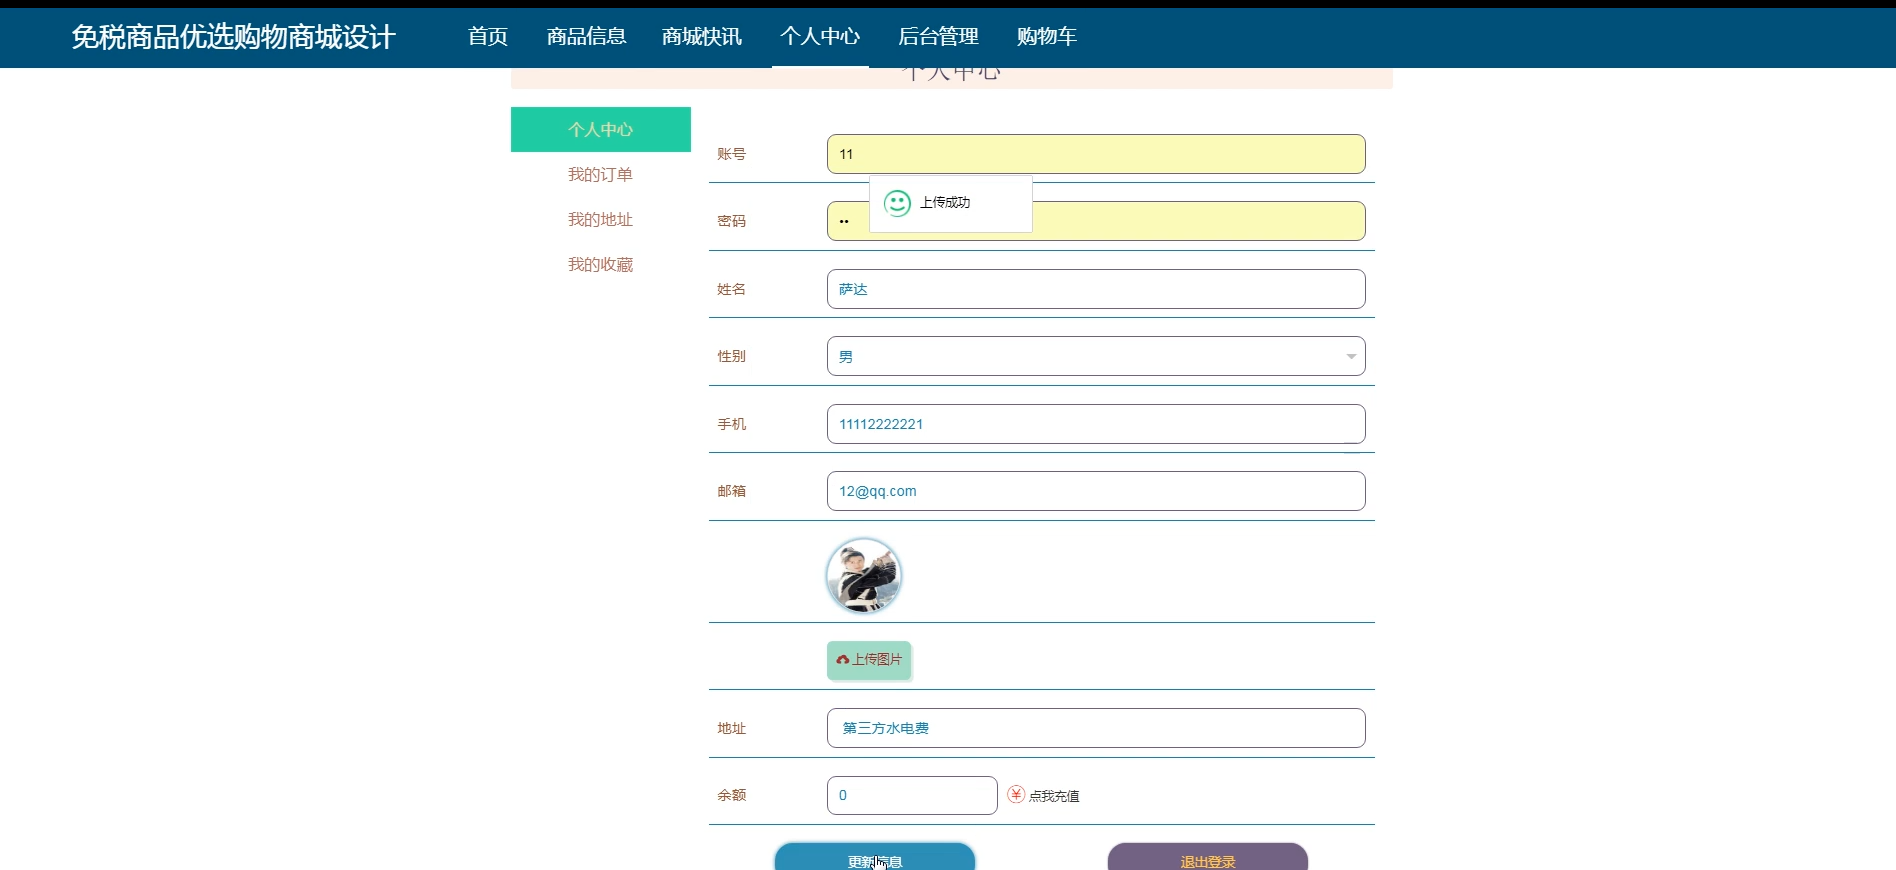 免税商品优选购物商城设计 首页 商品信息 商城快讯 个人中心 后台管理 购物车
个人中心
个人中心
我的订单
我的地址
我的收藏
账号 11
上传成功
密码 ••
姓名 萨达
性别 男
手机 11112222221
邮箱 12@qq.com
上传图片
地址 第三方水电费
余额 0 点我充值
更新信息 退出登录